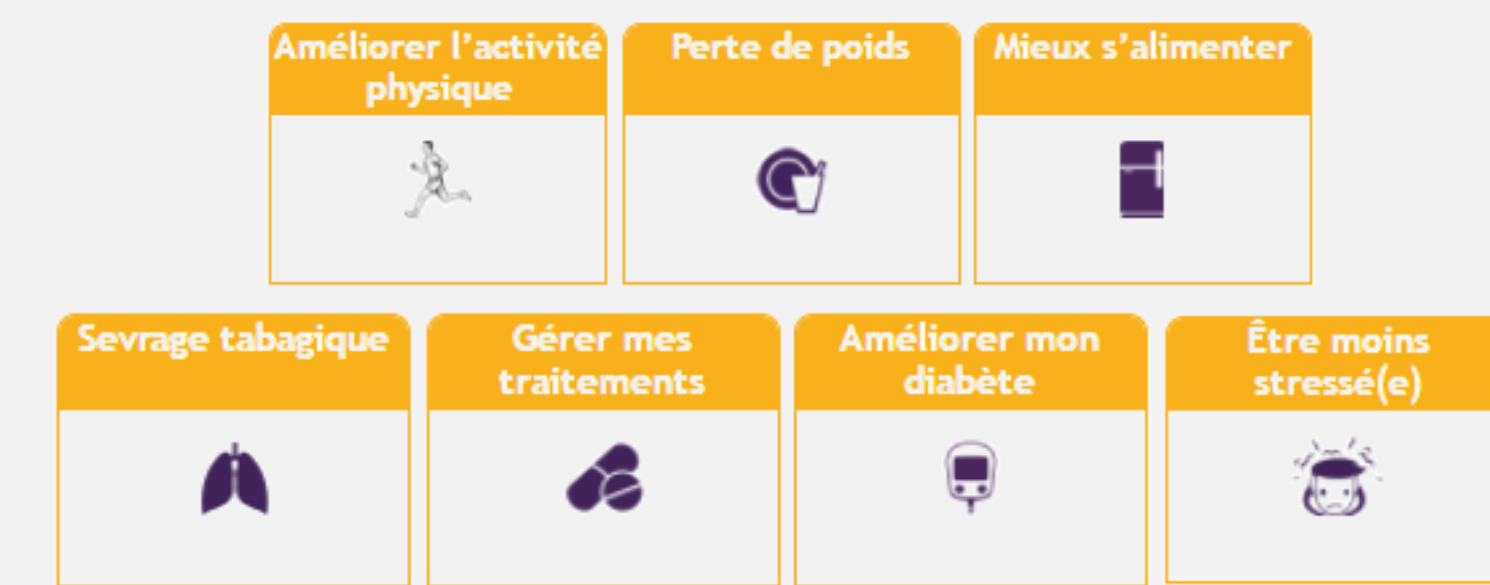 Améliorer l’activité
physique
Perte de poids
Mieux s’alimenter
Sevrage tabagique
Gérer mes
traitements
Améliorer mon
diabète
Être moins
stressé(e)